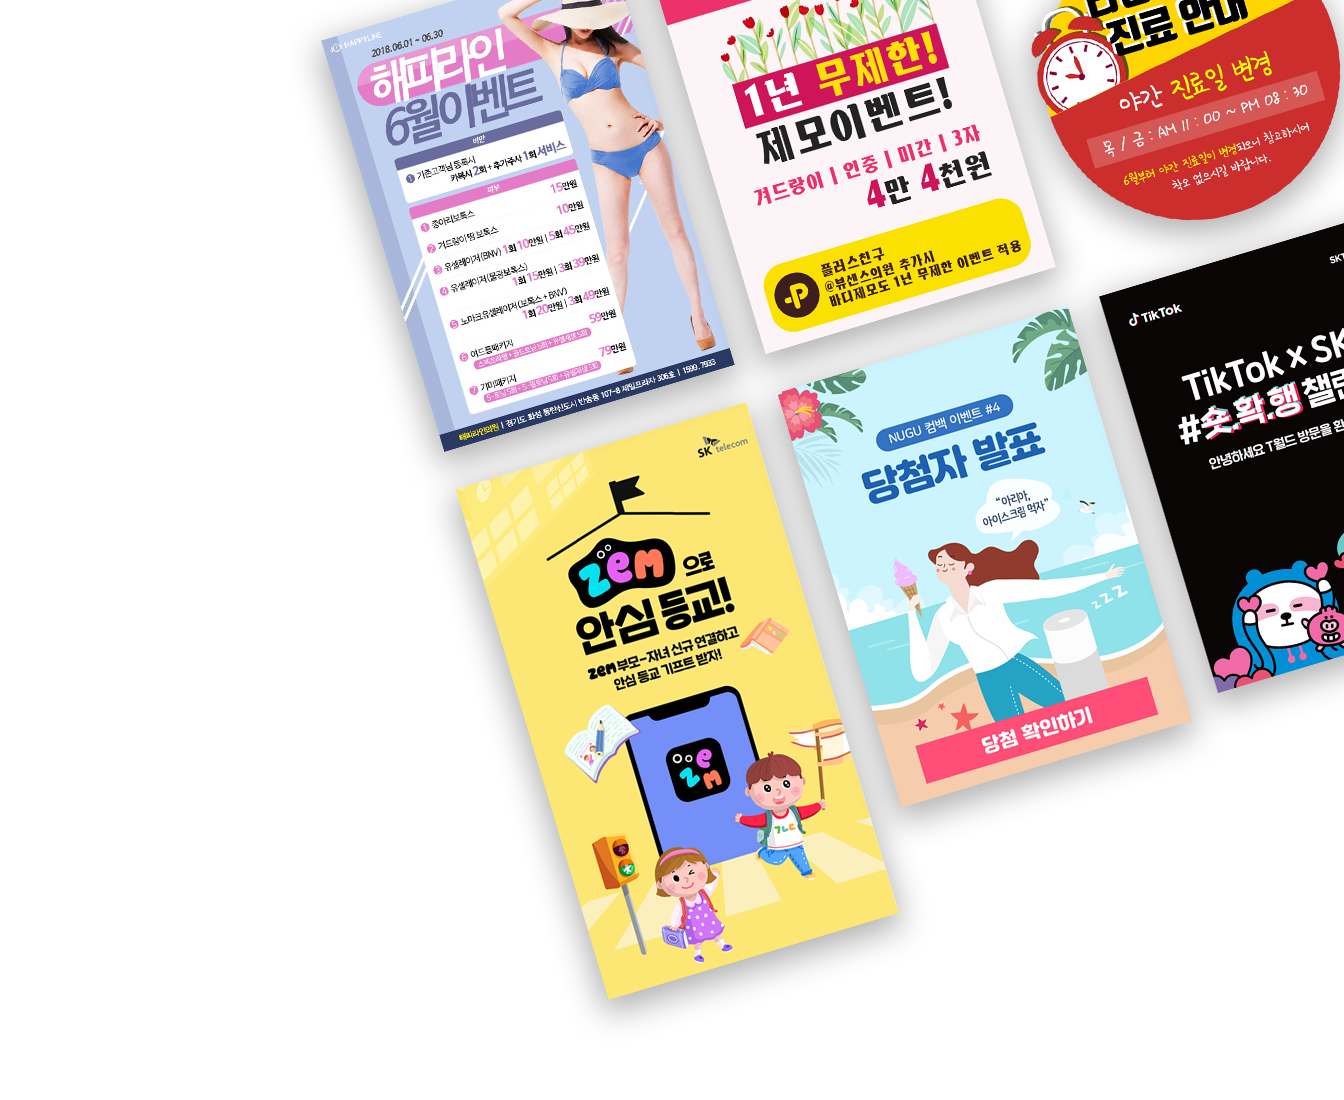 HAPPYLINE
2018.06.01 ~ 06.30
해피라인
6월이벤트
비만
1 기존고객님 등록시
카복시 2회 + 추가주사 1회 서비스
피부
1 종아리보톡스 15만원
2 겨드랑이 땀 보톡스 10만원
3 유셀레이저 (BNV) 1회 10만원 | 5회 45만원
4 유셀레이저 (물광보톡스)
1회 15만원 | 3회 39만원
5 노마크유셀레이저 (보톡스 + BNV)
1회 20만원 | 3회 49만원
6 여드름패키지 59만원
7 기미패키지 79만원
해피라인의원 | 경기도 화성 동탄신도시 반송동 107-8 제일프라자 306호 | 1599.7933
1년 무제한!
제모이벤트!
겨드랑이 | 인중 | 미간 | 3자
4만 4천원
플러스친구
@뷰센스의원 추가시
바디제모도 1년 무제한 이벤트 적용
진료 안내
야간 진료일 변경
목 / 금 : AM 11 : 00 ~ PM 08 : 30
6월부터 야간 진료일이 변경되오니 참고하시어
착오 없으시길 바랍니다.
SK telecom
zem으로
안심 등교!
zem 부모-자녀 신규 연결하고
안심 등교 기프트 받자!
zem
ㄱㄴㄷ
NUGU 컴백 이벤트 #4
당첨자 발표
"아리아,
아이스크림 먹자"
z z z
당첨 확인하기
SKT
TikTok
TikTok x SK
#숏.확.행 챌린
안녕하세요 T월드 방문을 환